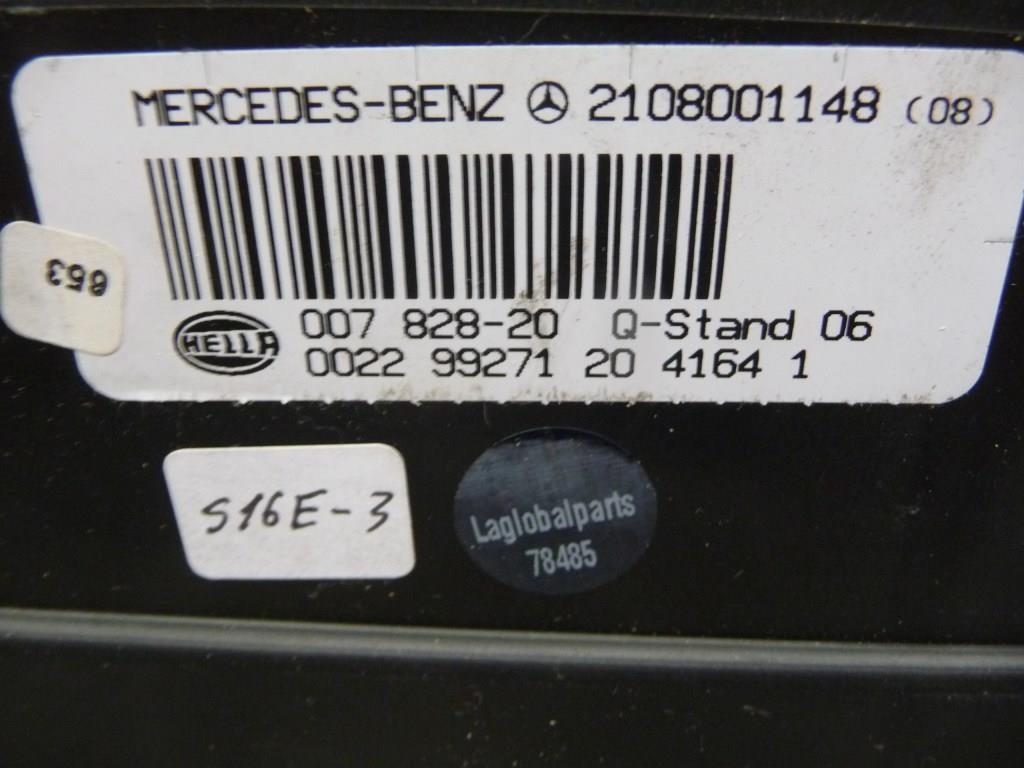 MERCEDES-BENZ 2108001148 (08)
653
HELLA
007 828-20 Q-Stand 06
0022 99271 20 4164 1
S16E-3
Laglobalparts
78485